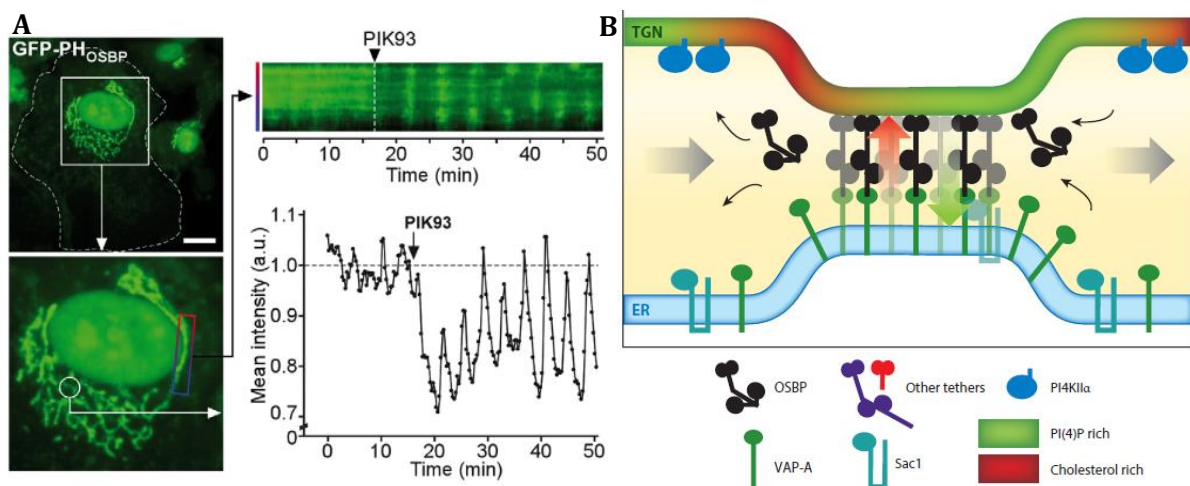 A
GFP-PH OSBP
PIK93
0 10 20 30 40 50
Time (min)
Mean intensity (a.u.)
1.1
1.0
0.9
0.8
0.7
0
PIK93
0 10 20 30 40 50
Time (min)
B
TGN
ER
OSBP
Other tethers
PI4KIIα
VAP-A
Sac1
PI(4)P rich
Cholesterol rich